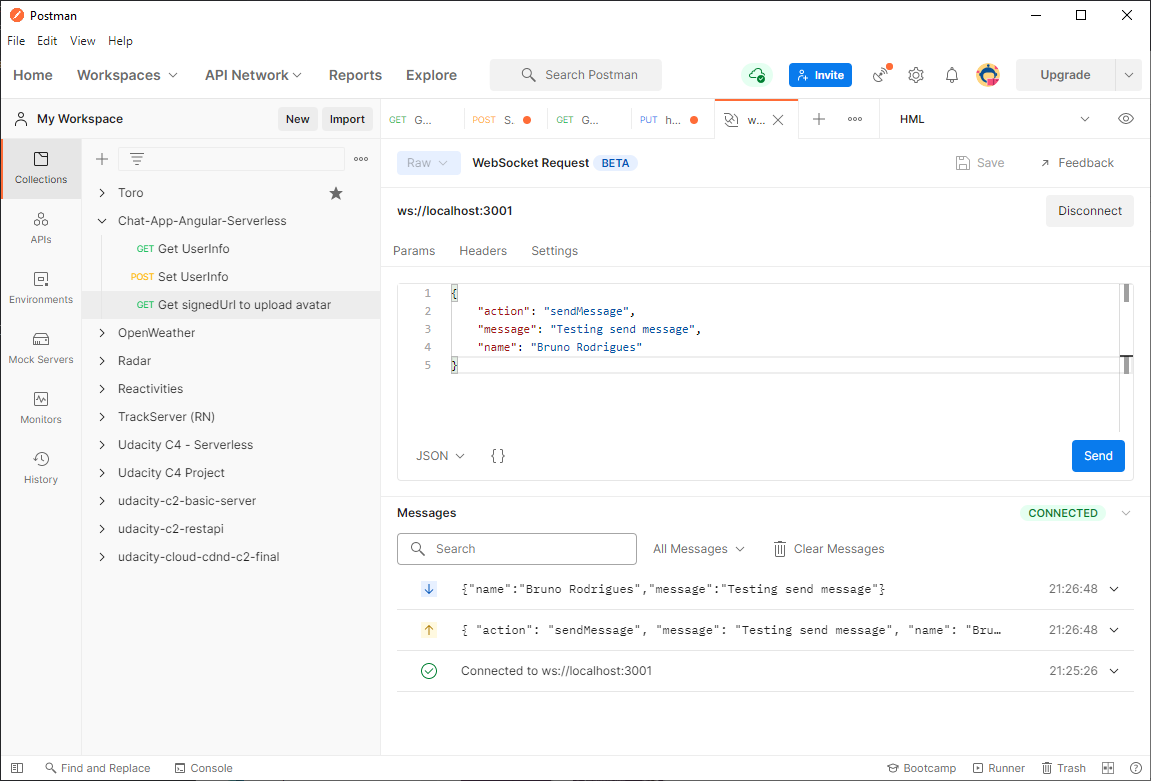 Postman
File Edit View Help
Home Workspaces API Network Reports Explore Search Postman Invite Upgrade
My Workspace New Import
GET G... POST S. GET G... PUT h... w... HML
Collections
APIs
Environments
Mock Servers
Monitors
History
Toro
Chat-App-Angular-Serverless
GET Get UserInfo
POST Set UserInfo
GET Get signedUrl to upload avatar
OpenWeather
Radar
Reactivities
TrackServer (RN)
Udacity C4 - Serverless
Udacity C4 Project
udacity-c2-basic-server
udacity-c2-restapi
udacity-cloud-cdnd-c2-final
Raw WebSocket Request BETA Save Feedback
ws://localhost:3001 Disconnect
Params Headers Settings
1 {
2 "action": "sendMessage",
3 "message": "Testing send message",
4 "name": "Bruno Rodrigues"
5 }
JSON {} Send
Messages CONNECTED
Search All Messages Clear Messages
{"name":"Bruno Rodrigues","message":"Testing send message"} 21:26:48
{ "action": "sendMessage", "message": "Testing send message", "name": "Bru... 21:26:48
Connected to ws://localhost:3001 21:25:26
Find and Replace Console Bootcamp Runner Trash